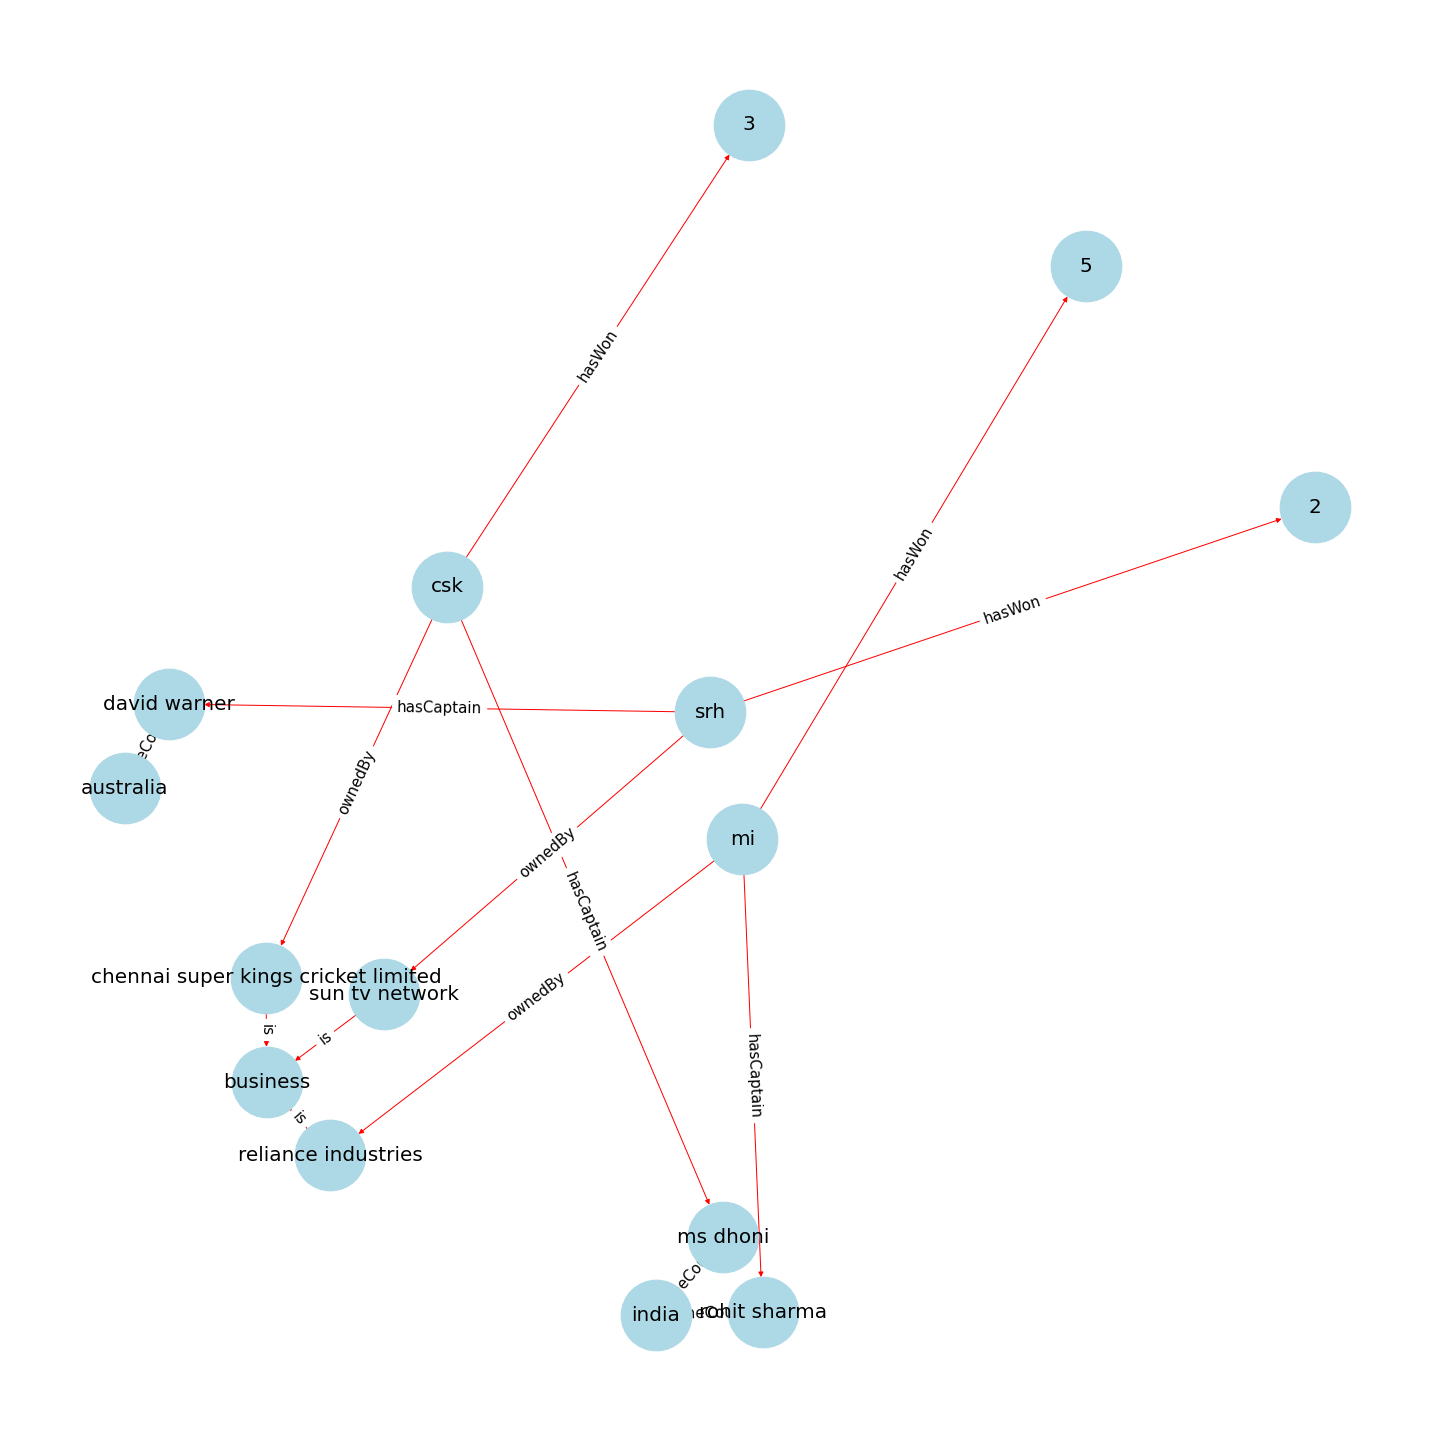 3
5
hasWon
2
hasWon
csk
hasWon
david warner
hasCaptain
srh
eCo
australia
ownedBy
mi
ownedBy
hasCaptain
chennai super kings cricket limited
sun tv network
ownedBy
is
is
business
hasCaptain
is
reliance industries
ms dhoni
eCo
india
rohit sharma